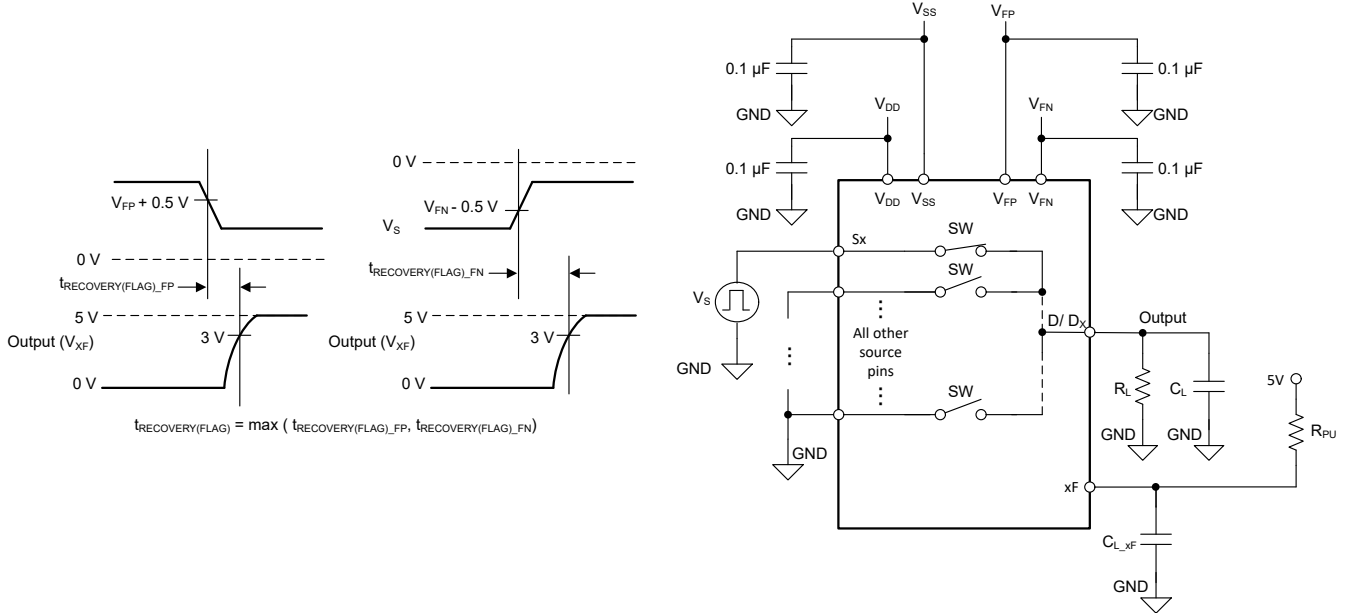 V_FP + 0.5 V
0 V
t_RECOVERY(FLAG)_FP
5 V
Output (V_XF)
3 V
0 V
0 V
V_FN - 0.5 V
V_S
t_RECOVERY(FLAG)_FN
5 V
Output (V_XF)
3 V
0 V
t_RECOVERY(FLAG) = max ( t_RECOVERY(FLAG)_FP, t_RECOVERY(FLAG)_FN)
V_SS
V_FP
0.1 µF
0.1 µF
GND
GND
V_DD
V_FN
0.1 µF
0.1 µF
GND
GND
V_DD
V_SS
V_FP
V_FN
Sx
SW
SW
V_S
GND
...
All other
source
pins
...
...
SW
GND
D/ D_X
Output
R_L
C_L
GND
GND
5V
R_PU
xF
C_L_xF
GND